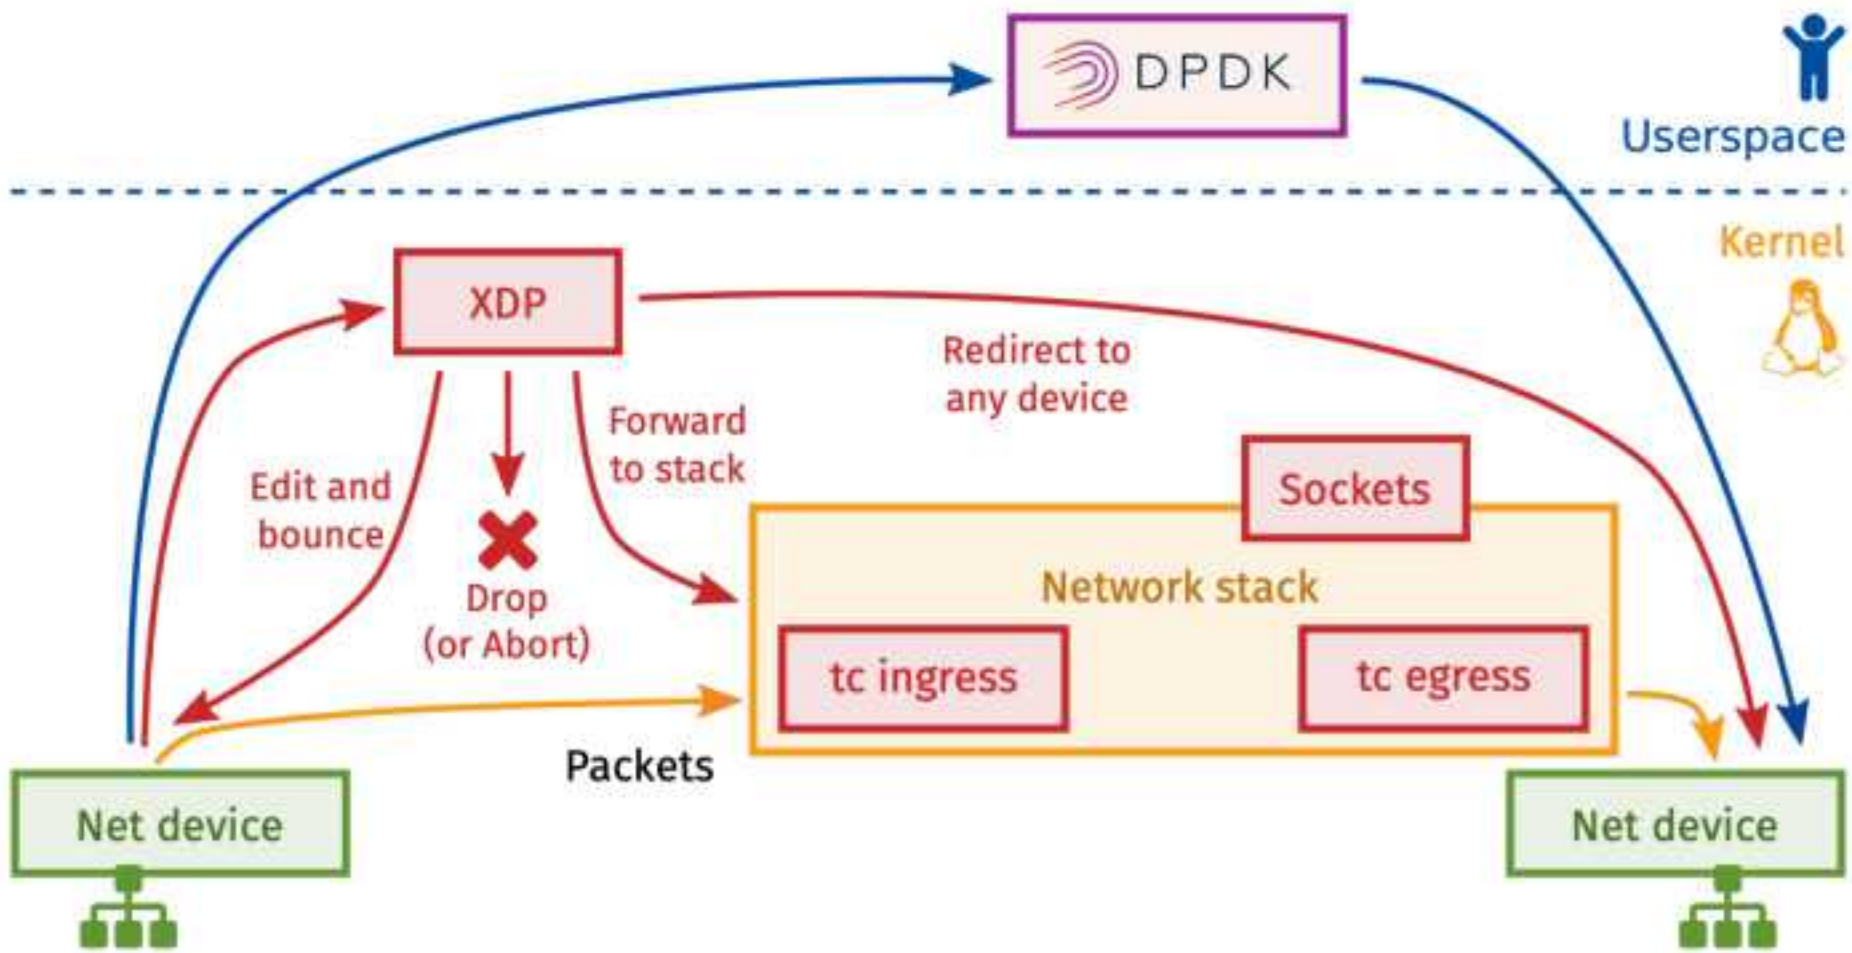 DPDK
Userspace
Kernel
XDP
Redirect to
any device
Forward
to stack
Edit and
bounce
Sockets
Drop
(or Abort)
Network stack
tc ingress
tc egress
Packets
Net device
Net device